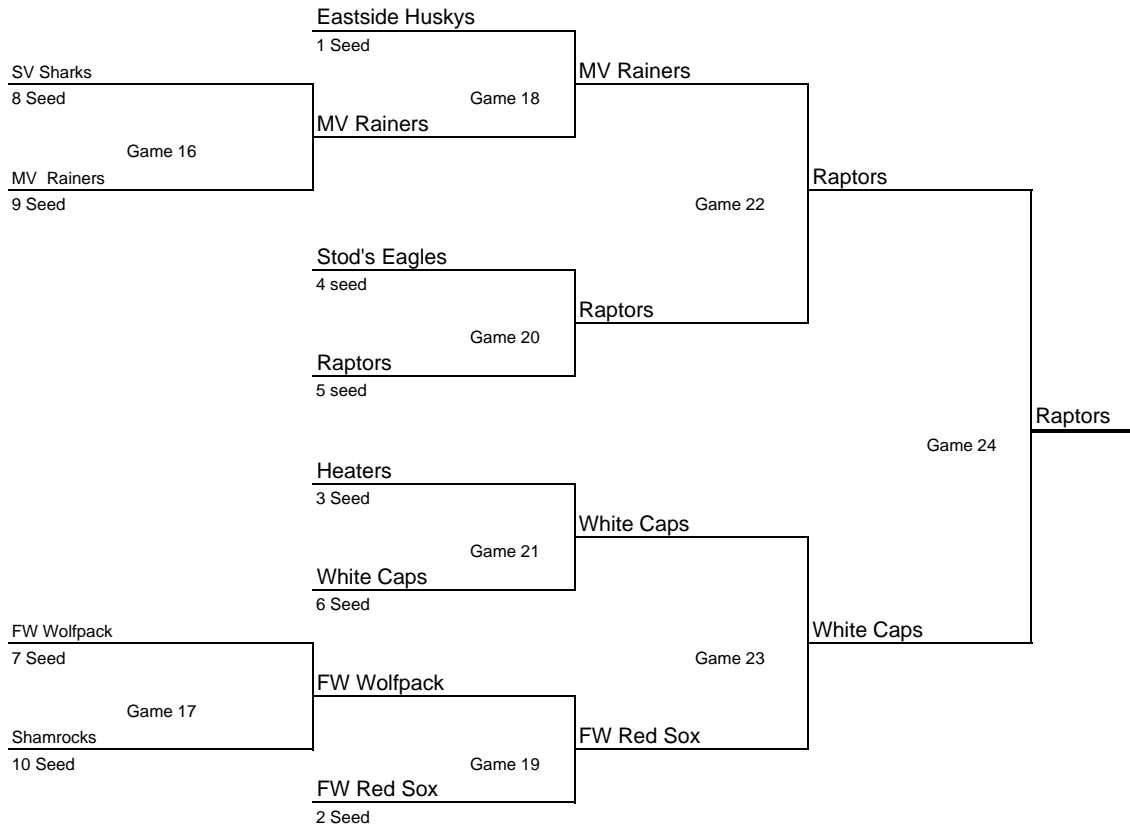 Eastside Huskys
1 Seed
SV Sharks
MV Rainers
8 Seed
Game 18
MV Rainers
Game 16
MV  Rainers
Raptors
9 Seed
Game 22
Stod's Eagles
4 seed
Raptors
Game 20
Raptors
5 seed
Raptors
Game 24
Heaters
3 Seed
White Caps
Game 21
White Caps
6 Seed
FW Wolfpack
White Caps
7 Seed
Game 23
FW Wolfpack
Game 17
Shamrocks
FW Red Sox
10 Seed
Game 19
FW Red Sox
2 Seed